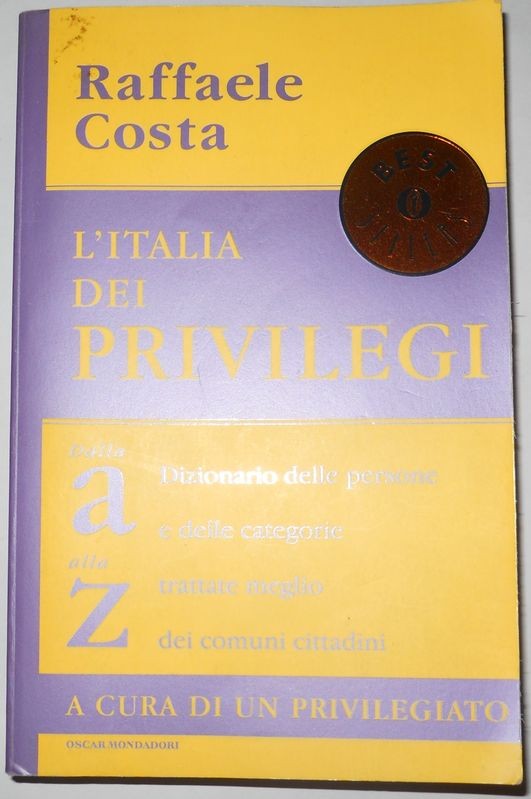 Raffaele
Costa
BEST
L'ITALIA
DEI
PRIVILEGI
Dalla
a
alla
z
Dizionario delle persone
e delle categorie
trattate meglio
dei comuni cittadini
A CURA DI UN PRIVILEGIATO
OSCAR MONDADORI